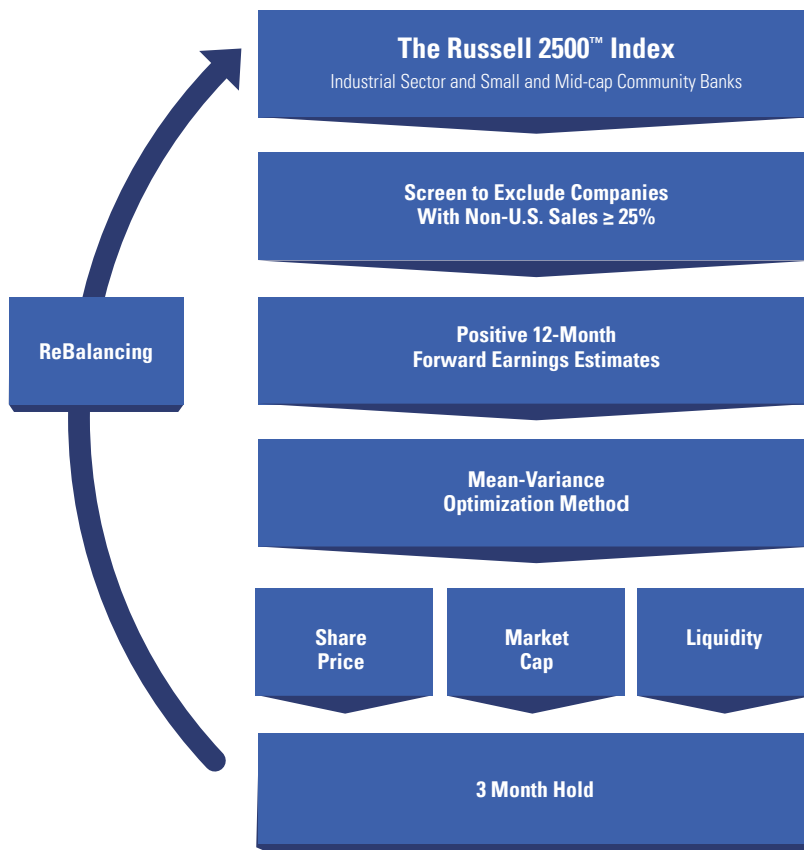 The Russell 2500™ Index
Industrial Sector and Small and Mid-cap Community Banks
Screen to Exclude Companies
With Non-U.S. Sales ≥ 25%
ReBalancing
Positive 12-Month
Forward Earnings Estimates
Mean-Variance
Optimization Method
Share
Price
Market
Cap
Liquidity
3 Month Hold